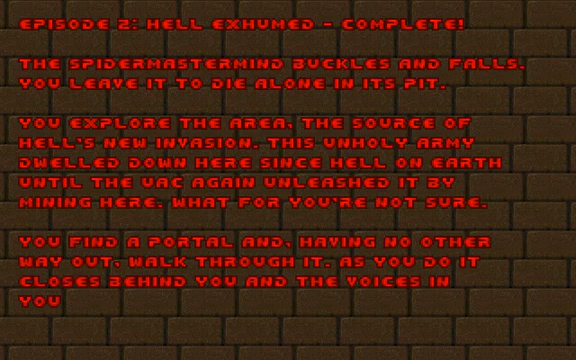 EPISODE 2: HELL EXHUMED - COMPLETE!
THE SPIDERMASTERMIND BUCKLES AND FALLS.
YOU LEAVE IT TO DIE ALONE IN ITS PIT.
YOU EXPLORE THE AREA, THE SOURCE OF
HELL'S NEW INVASION. THIS UNHOLY ARMY
DWELLED DOWN HERE SINCE HELL ON EARTH
UNTIL THE UAC AGAIN UNLEASHED IT BY
MINING HERE. WHAT FOR YOU'RE NOT SURE.
YOU FIND A PORTAL AND, HAVING NO OTHER
WAY OUT, WALK THROUGH IT. AS YOU DO IT
CLOSES BEHIND YOU AND THE VOICES IN
YOU